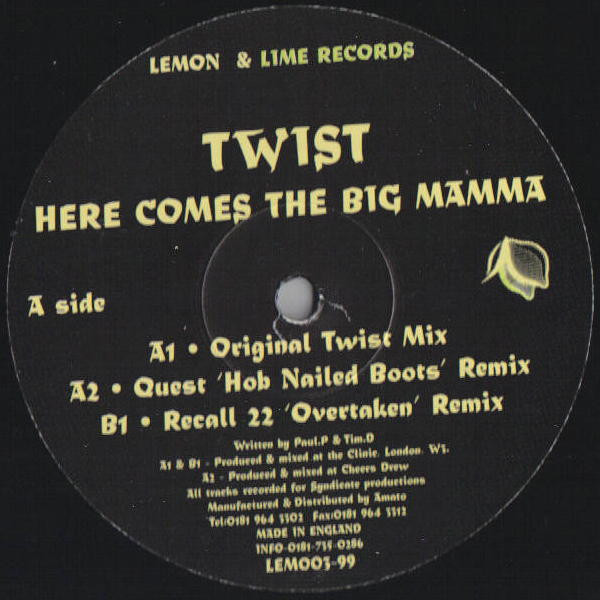 LEMON & LIME RECORDS
TWIST
HERE COMES THE BIG MAMMA
A side
A1 • Original Twist Mix
A2 • Quest 'Hob Nailed Boots' Remix
B1 • Recall 22 'Overtaken' Remix
Written by Paul.P & Tim.D
A1 & B1 - Produced & mixed at the Clinic, London, W3.
A2 - Produced & mixed at Cheers Drew
All tracks recorded for Syndicate productions
Manufactured & Distributed by Amato
Tel:0181 964 3302 Fax:0181 964 3312
MADE IN ENGLAND
INFO 0181-735-0286
LEM003-99